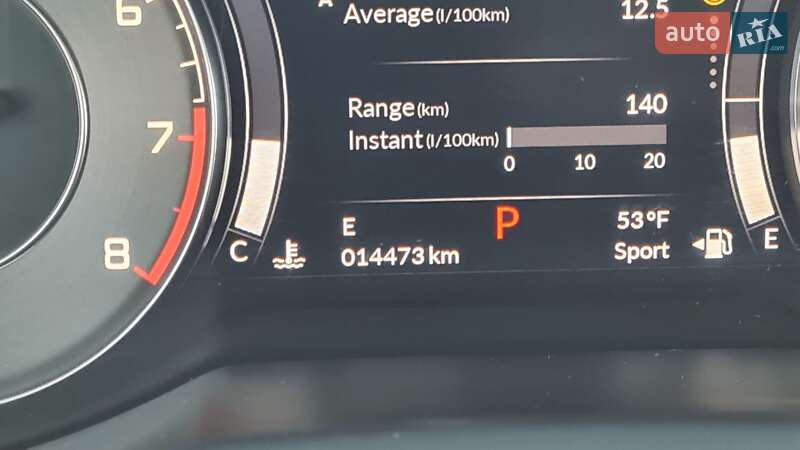 6
A
Average (l/100km) 12.5
auto RIA .com
Range (km) 140
7
Instant (l/100km)
0 10 20
E P 53°F
8 C 014473 km Sport E